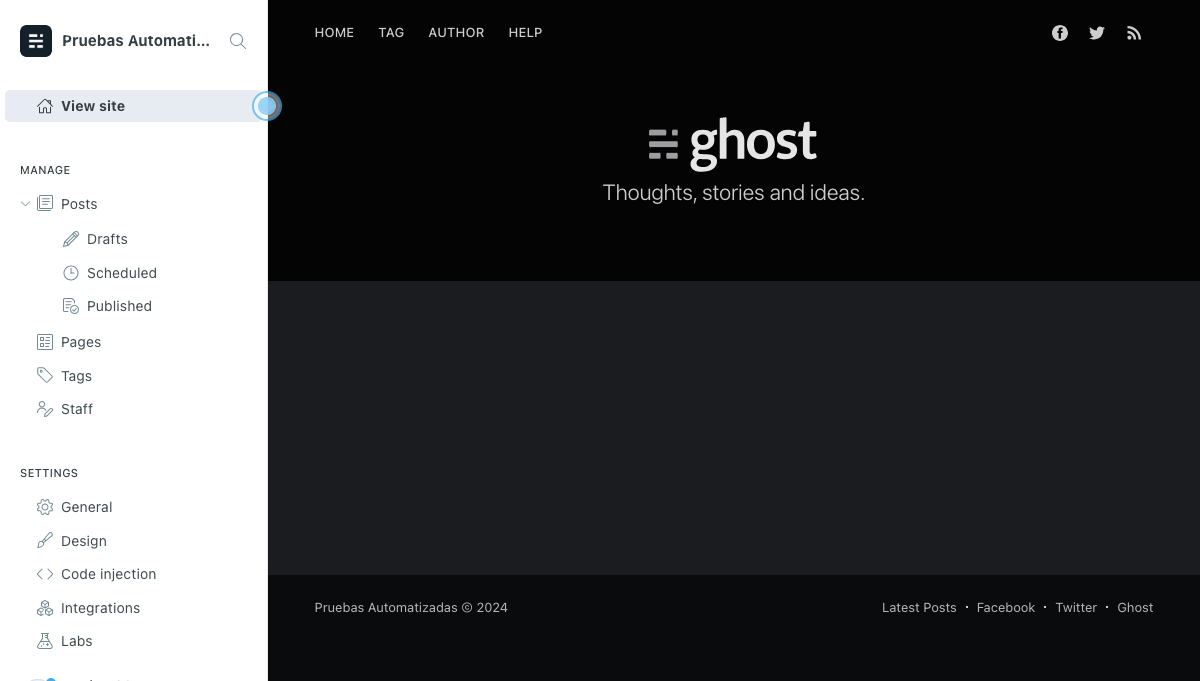 Pruebas Automati...
View site
MANAGE
Posts
Drafts
Scheduled
Published
Pages
Tags
Staff
SETTINGS
General
Design
Code injection
Integrations
Labs
HOME TAG AUTHOR HELP
ghost
Thoughts, stories and ideas.
Pruebas Automatizadas © 2024
Latest Posts · Facebook · Twitter · Ghost